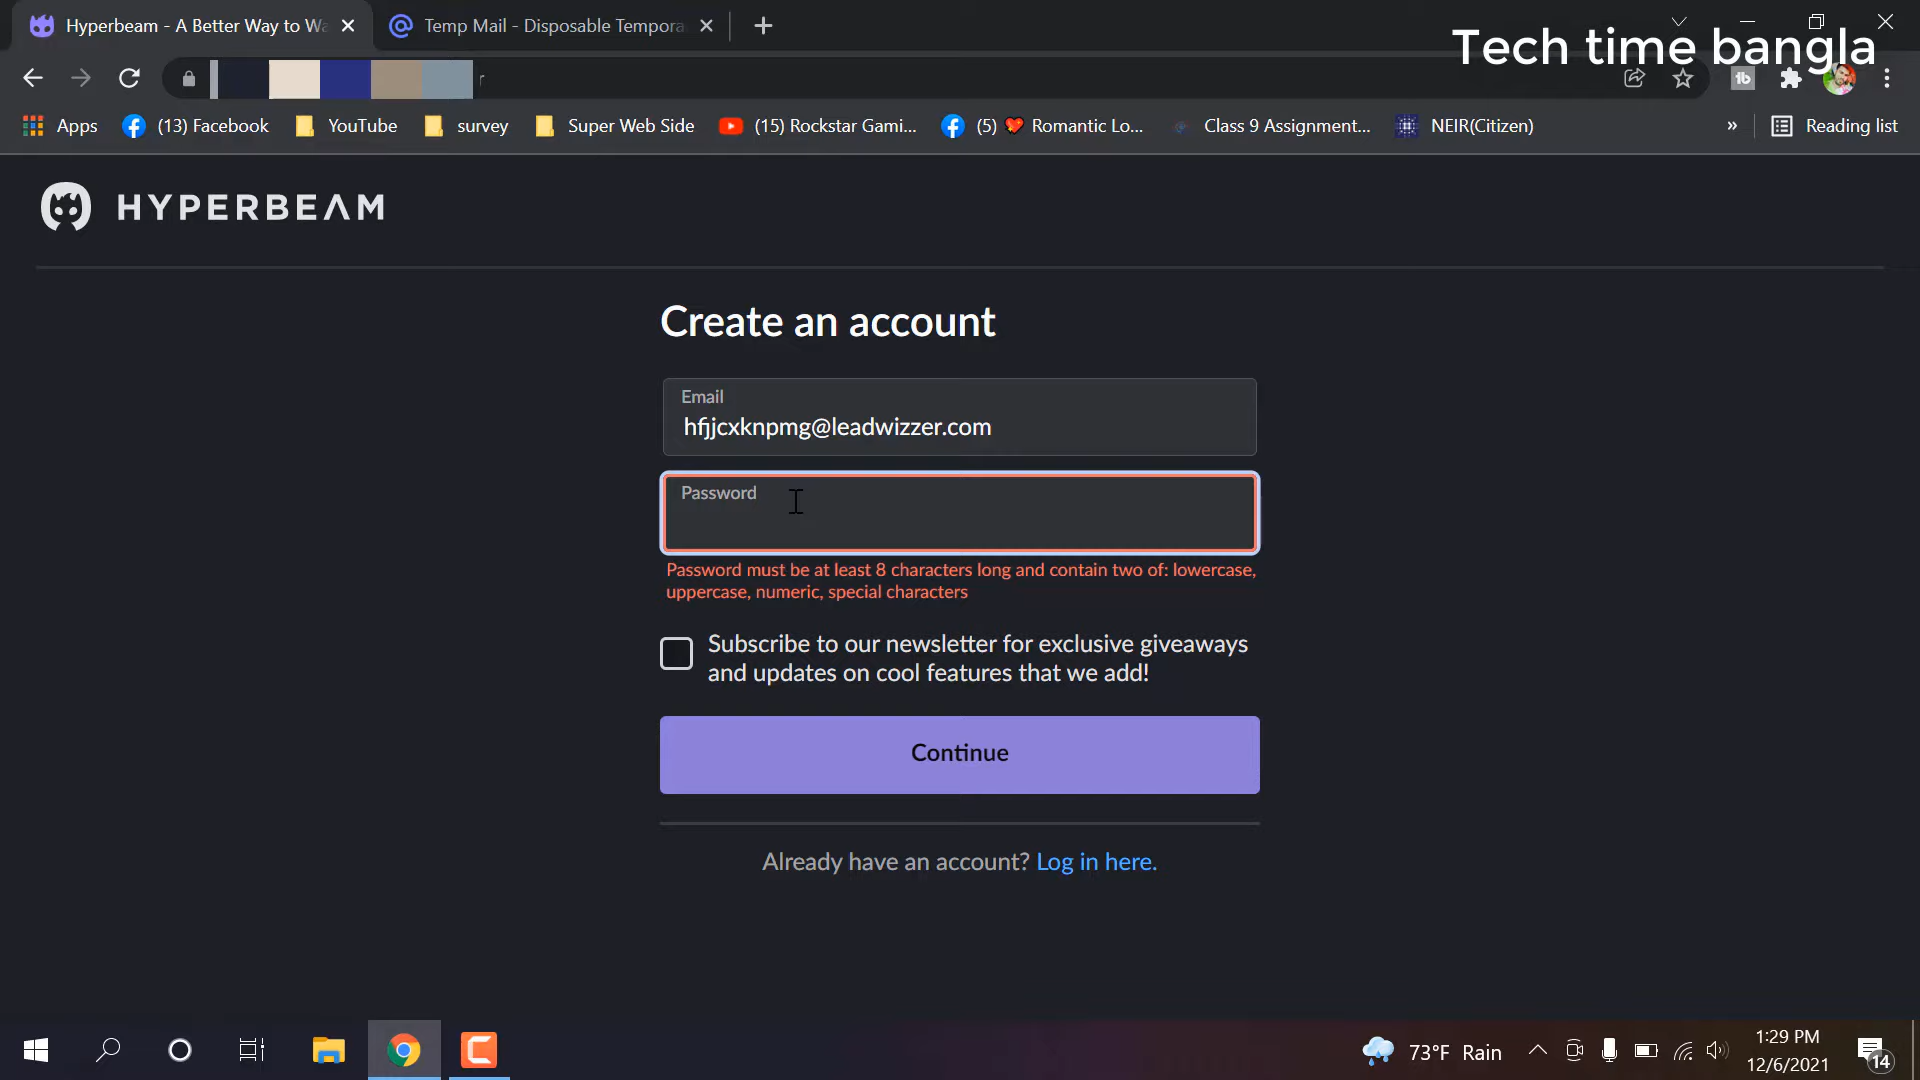 Hyperbeam - A Better Way to Wa
Temp Mail - Disposable Tempora
Tech time bangla
Apps
(13) Facebook
YouTube
survey
Super Web Side
(15) Rockstar Gami...
(5) Romantic Lo...
Class 9 Assignment...
NEIR(Citizen)
»
Reading list
HYPERBEAM
Create an account
Email
hfjjcxknpmg@leadwizzer.com
Password
Password must be at least 8 characters long and contain two of: lowercase,
uppercase, numeric, special characters
Subscribe to our newsletter for exclusive giveaways
and updates on cool features that we add!
Continue
Already have an account? Log in here.
73°F Rain
1:29 PM
12/6/2021
14